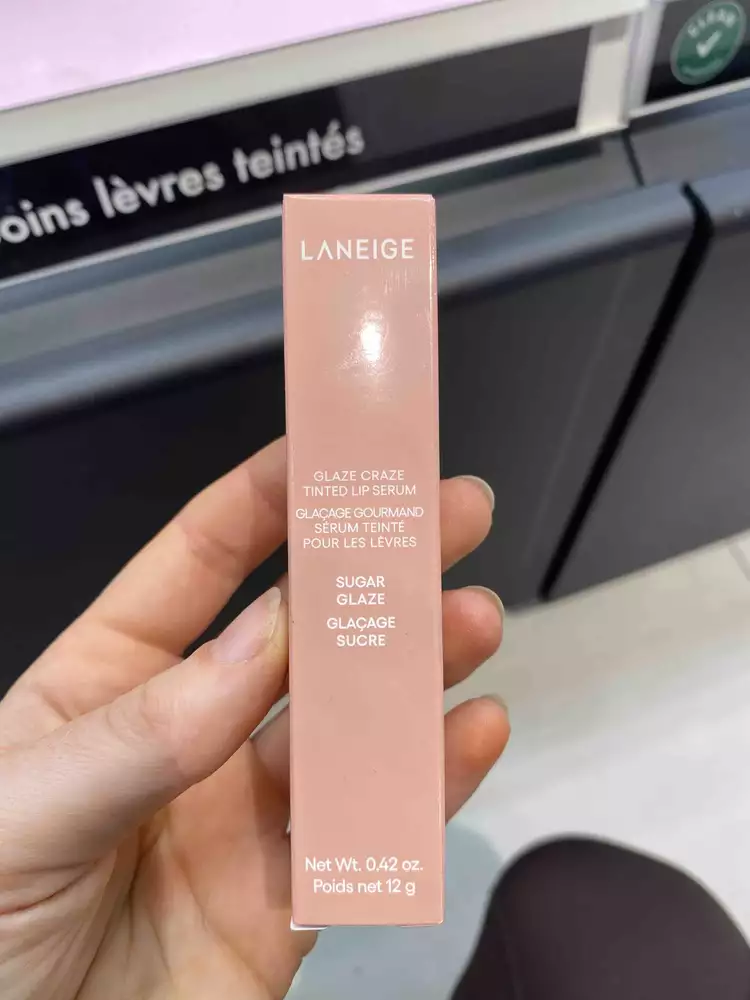 CLEAN
oins lèvres teintés
LANEIGE
GLAZE CRAZE
TINTED LIP SERUM
GLAÇAGE GOURMAND
SÉRUM TEINTÉ
POUR LES LÈVRES
SUGAR
GLAZE
GLAÇAGE
SUCRE
Net Wt. 0.42 oz.
Poids net 12 g